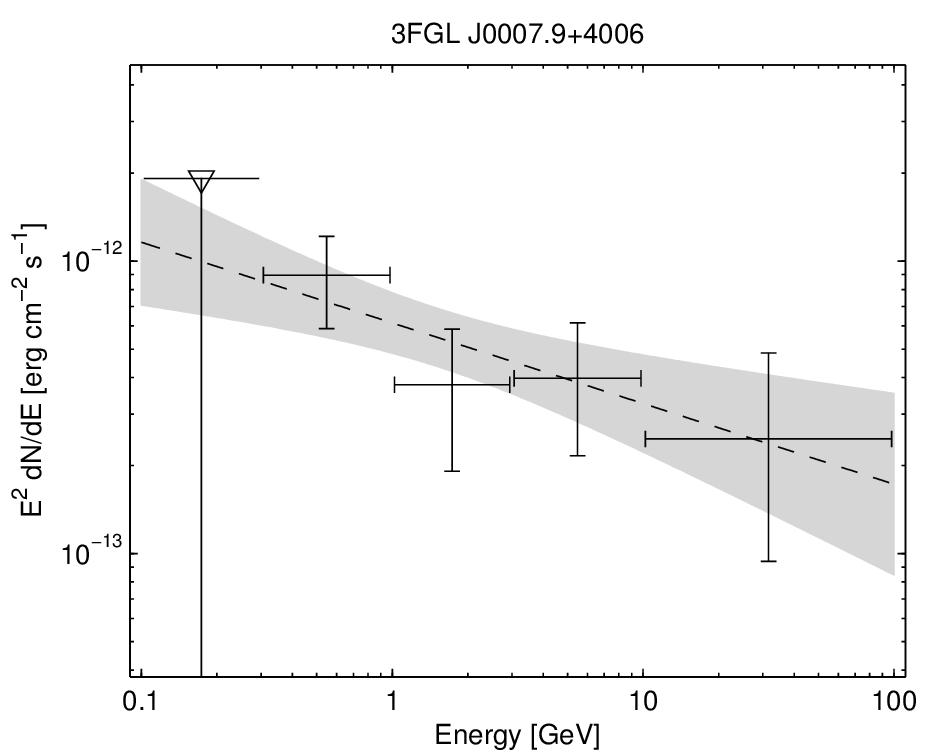 3FGL J0007.9+4006
E² dN/dE [erg cm⁻² s⁻¹]
10⁻¹²
10⁻¹³
0.1 1 10 100
Energy [GeV]